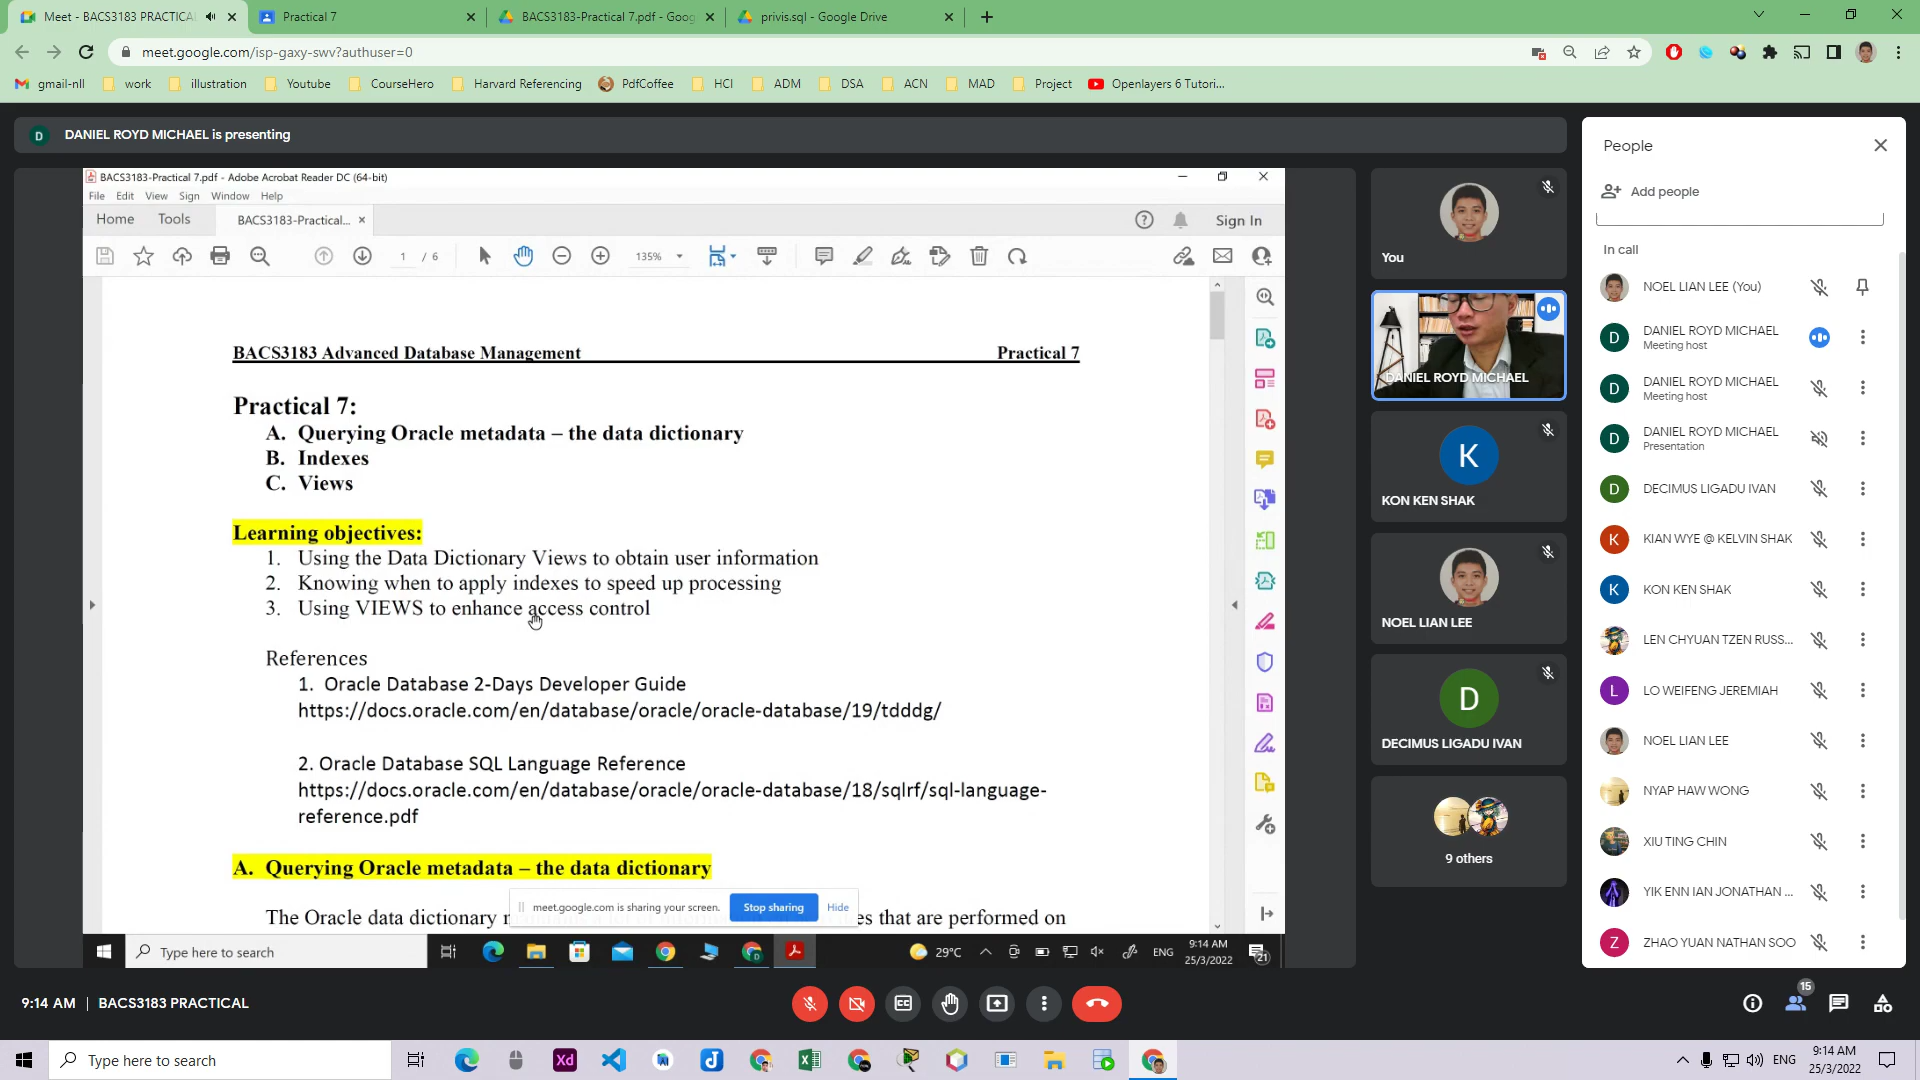 Meet - BACS3183 PRACTICA
Practical 7
BACS3183-Practical 7.pdf - Goog
privis.sql - Google Drive
meet.google.com/isp-gaxy-swv?authuser=0
gmail-nll
work
illustration
Youtube
CourseHero
Harvard Referencing
PdfCoffee
HCI
ADM
DSA
ACN
MAD
Project
Openlayers 6 Tutori...
D
DANIEL ROYD MICHAEL is presenting
BACS3183-Practical 7.pdf - Adobe Acrobat Reader DC (64-bit)
File Edit View Sign Window Help
Home Tools BACS3183-Practical... Sign In
1 / 6 135%
BACS3183 Advanced Database Management Practical 7
Practical 7:
A. Querying Oracle metadata – the data dictionary
B. Indexes
C. Views
Learning objectives:
1. Using the Data Dictionary Views to obtain user information
2. Knowing when to apply indexes to speed up processing
3. Using VIEWS to enhance access control
References
1. Oracle Database 2-Days Developer Guide
https://docs.oracle.com/en/database/oracle/oracle-database/19/tdddg/
2. Oracle Database SQL Language Reference
https://docs.oracle.com/en/database/oracle/oracle-database/18/sqlrf/sql-language-
reference.pdf
A. Querying Oracle metadata – the data dictionary
The Oracle data dictionary
that are performed on
meet.google.com is sharing your screen.
Stop sharing
Hide
Type here to search
29°C
ENG
9:14 AM
25/3/2022
21
You
DANIEL ROYD MICHAEL
K
KON KEN SHAK
NOEL LIAN LEE
D
DECIMUS LIGADU IVAN
9 others
People
Add people
In call
NOEL LIAN LEE (You)
D
DANIEL ROYD MICHAEL
Meeting host
D
DANIEL ROYD MICHAEL
Meeting host
D
DANIEL ROYD MICHAEL
Presentation
D
DECIMUS LIGADU IVAN
K
KIAN WYE @ KELVIN SHAK
K
KON KEN SHAK
LEN CHYUAN TZEN RUSS...
L
LO WEIFENG JEREMIAH
NOEL LIAN LEE
NYAP HAW WONG
XIU TING CHIN
YIK ENN IAN JONATHAN ...
Z
ZHAO YUAN NATHAN SOO
9:14 AM | BACS3183 PRACTICAL
15
Type here to search
Xd
ENG
9:14 AM
25/3/2022